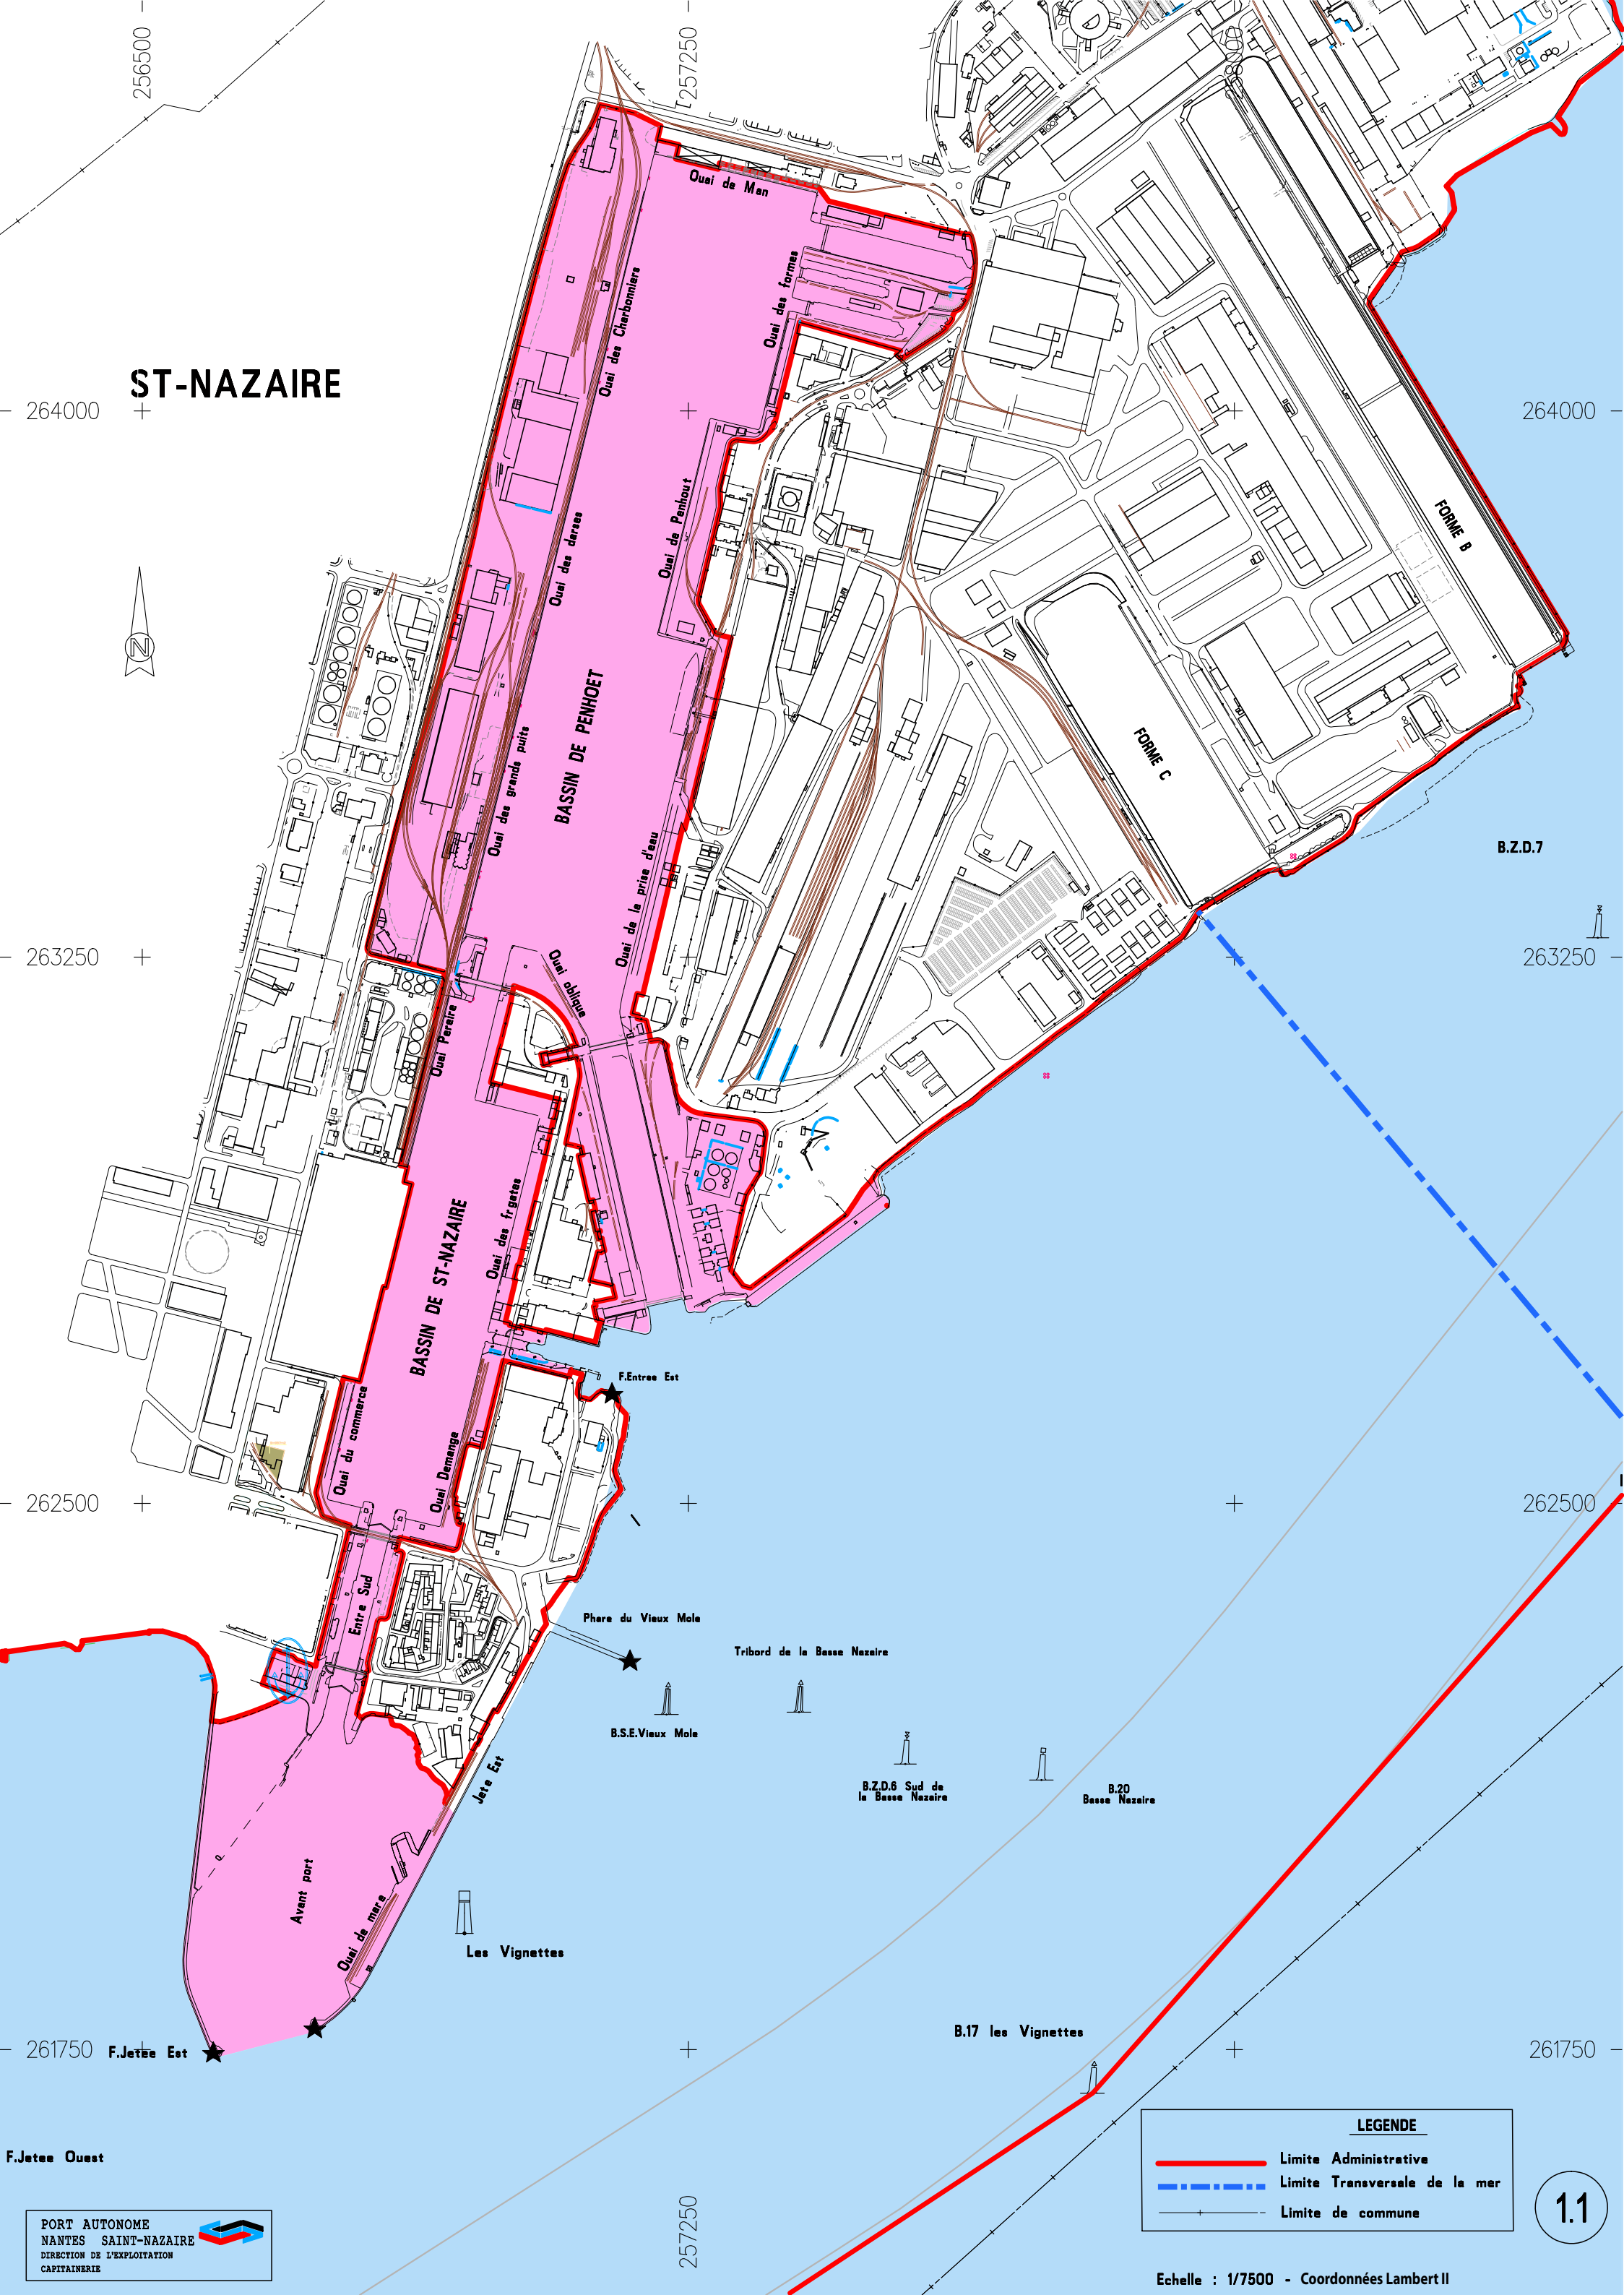 256500
257250
Quai de Man
ST-NAZAIRE
264000
264000
Quai des Charbonniers
Quai des formes
Quai des darses
Quai de Penhout
FORME B
BASSIN DE PENHOET
Quai des grands puits
FORME C
Quai de la prise d'eau
B.Z.D.7
263250
263250
Quai oblique
Quai Pereire
BASSIN DE ST-NAZAIRE
Quai des frgates
F.Entree Est
Quai du commerce
Quai Demange
262500
262500
Entre Sud
Phare du Vieux Mole
Tribord de la Basse Nazaire
B.S.E.Vieux Mole
Jete Est
B.Z.D.6 Sud de
la Basse Nazaire
B.20
Basse Nazaire
Avant port
Quai de mare
Les Vignettes
B.17 les Vignettes
261750
F.Jetee Est
261750
F.Jetee Ouest
LEGENDE
Limite Administrative
Limite Transversale de la mer
Limite de commune
1.1
PORT AUTONOME
NANTES SAINT-NAZAIRE
DIRECTION DE L'EXPLOITATION
CAPITAINERIE
257250
Echelle : 1/7500 - Coordonnées Lambert II
N